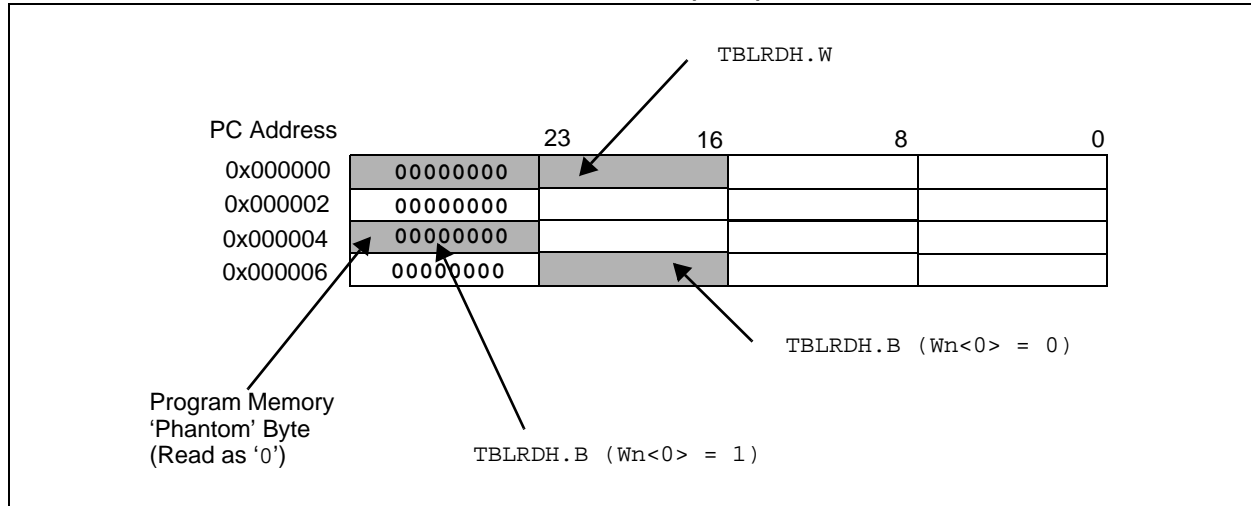 TBLRDH.W
PC Address
23 16 8 0
0x000000 00000000
0x000002 00000000
0x000004 00000000
0x000006 00000000
TBLRDH.B (Wn<0> = 0)
Program Memory
‘Phantom’ Byte
(Read as ‘0’)
TBLRDH.B (Wn<0> = 1)